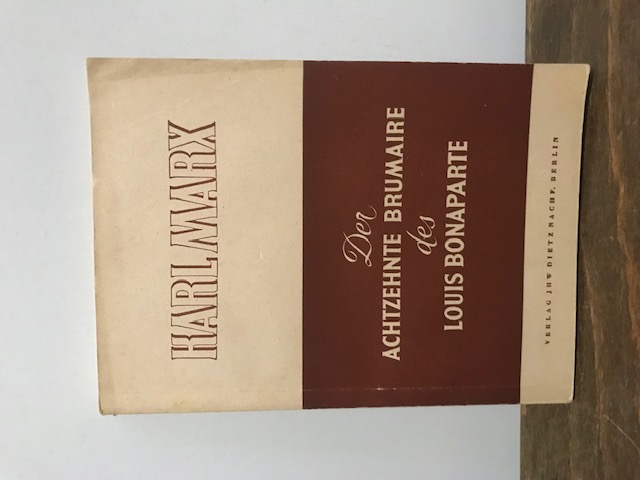 KARL MARX
Der
ACHTZEHNTE BRUMAIRE
des
LOUIS BONAPARTE
VERLAG JHW DIETZ NACHF. BERLIN